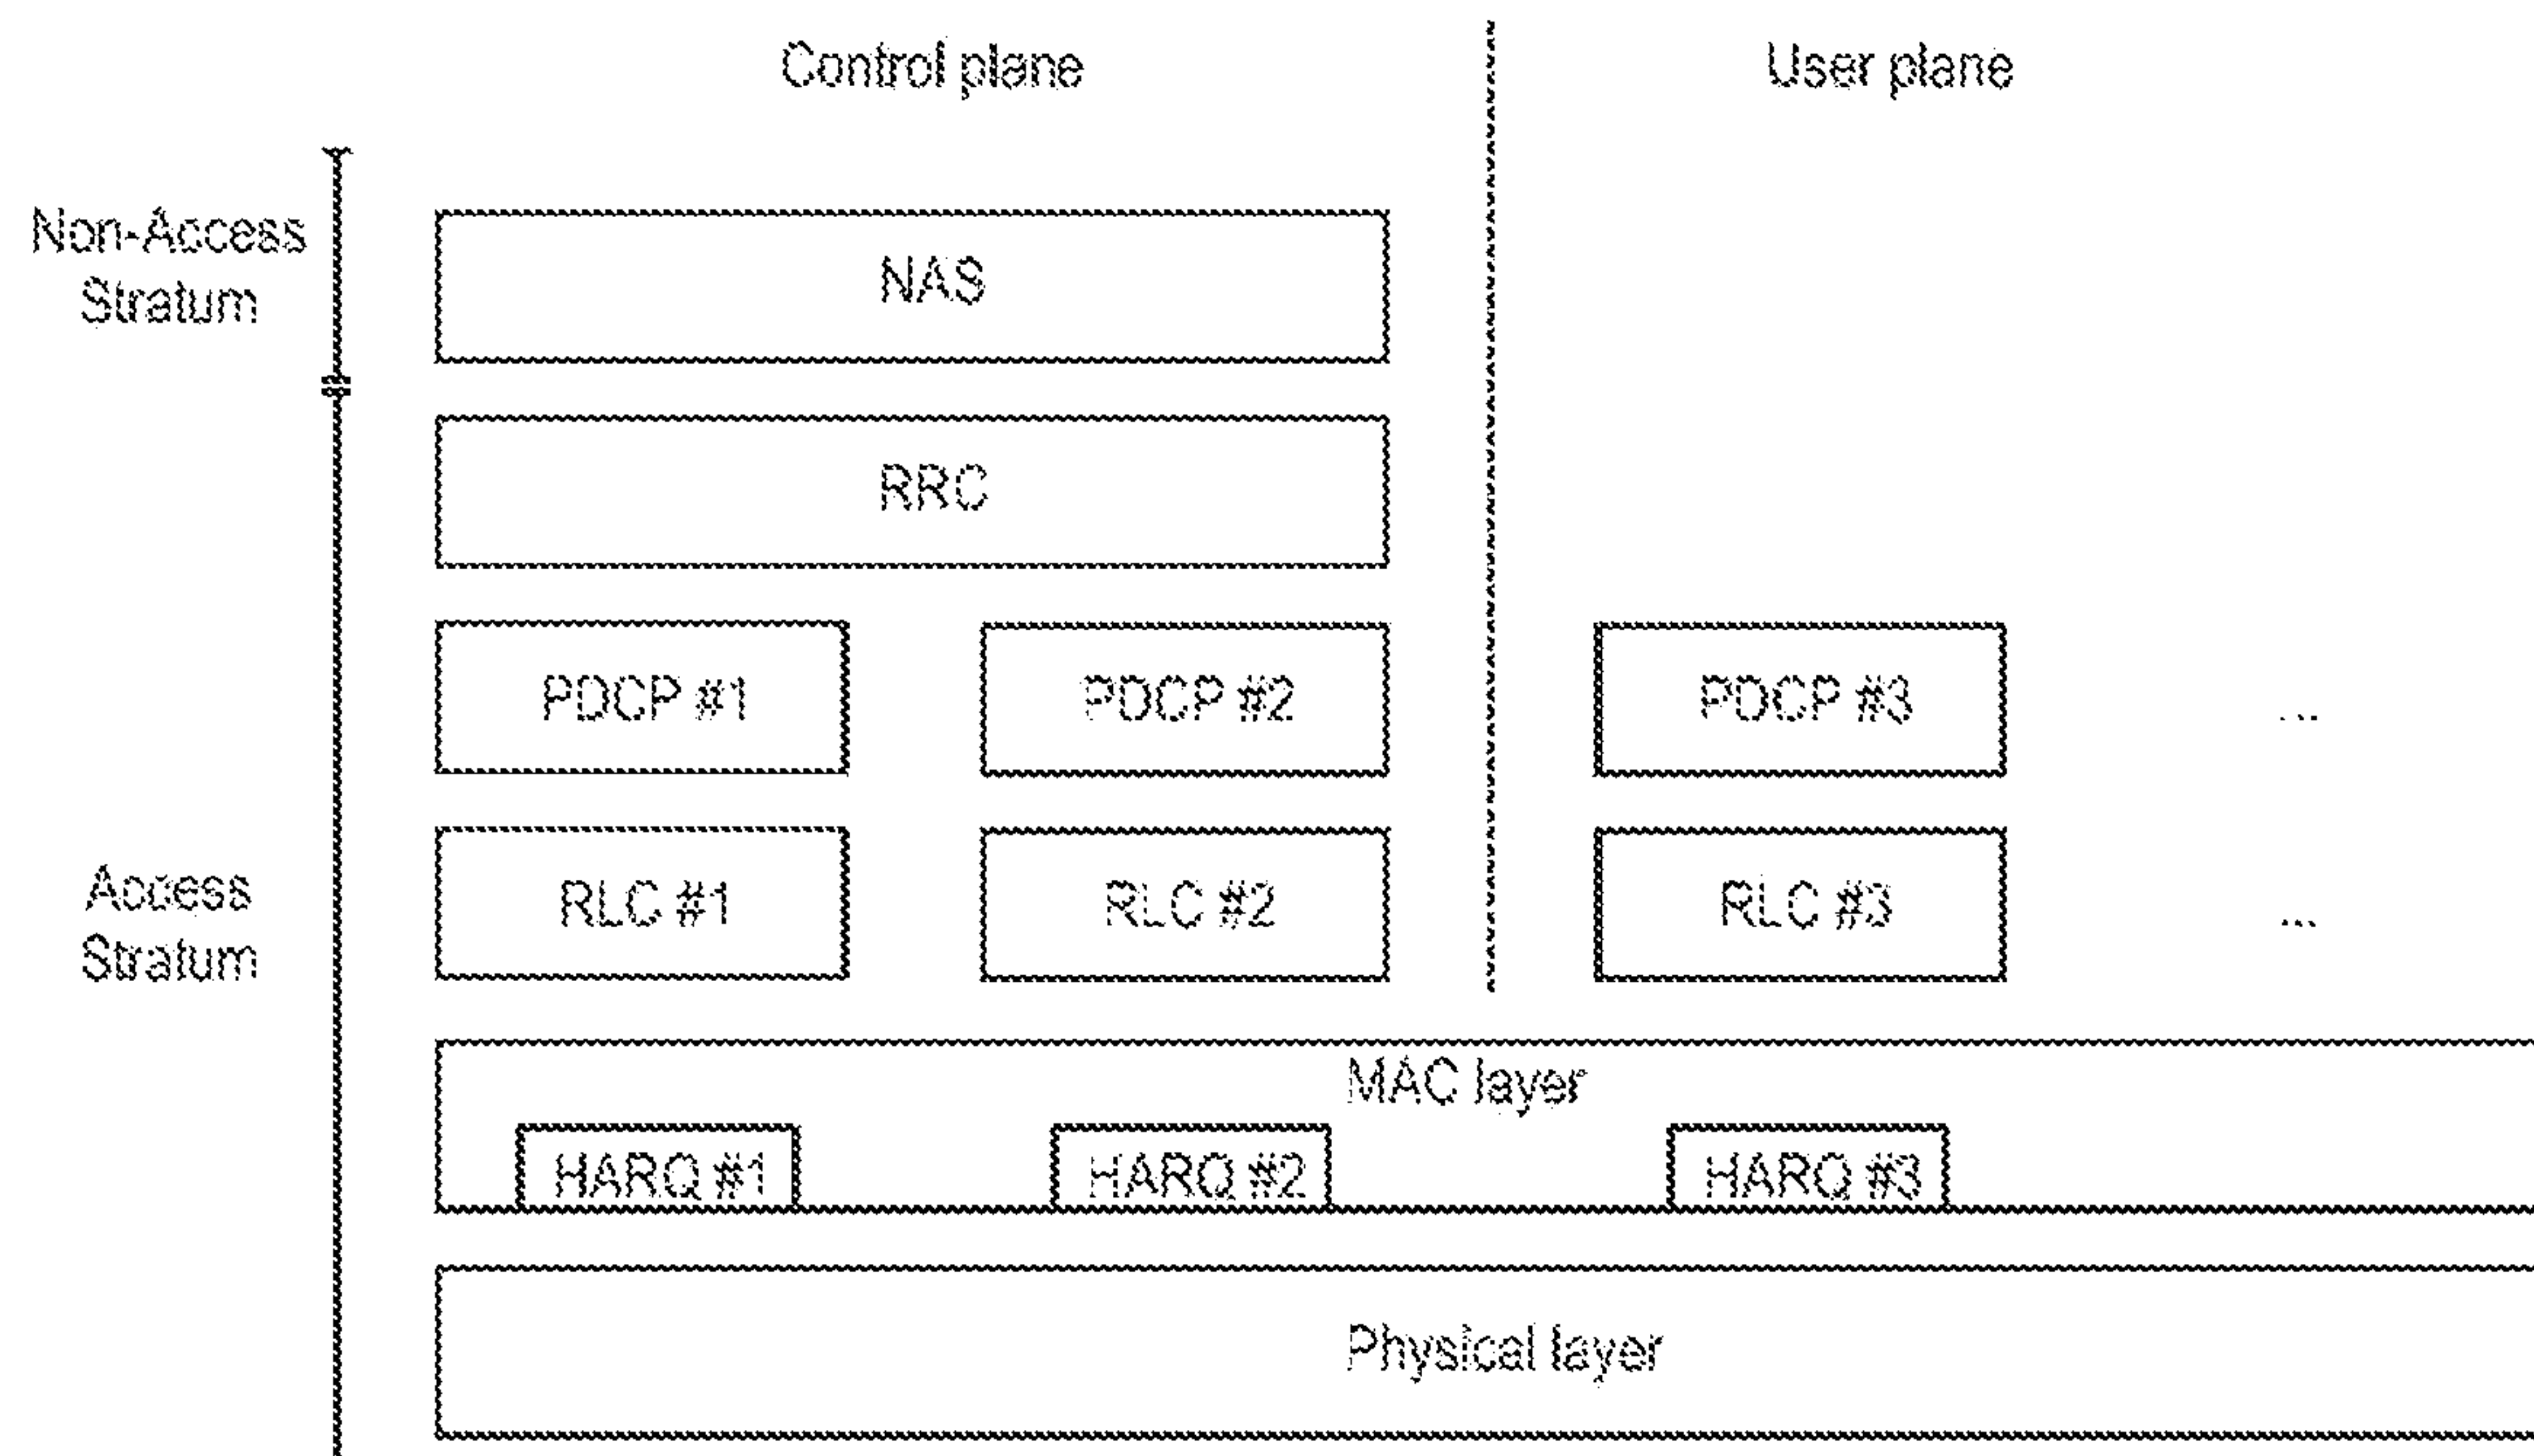 Control plane
User plane
Non-Access
Stratum
NAS
RRC
PDCP #1
PDCP #2
PDCP #3
...
Access
Stratum
RLC #1
RLC #2
RLC #3
...
MAC layer
HARQ #1
HARQ #2
HARQ #3
Physical layer